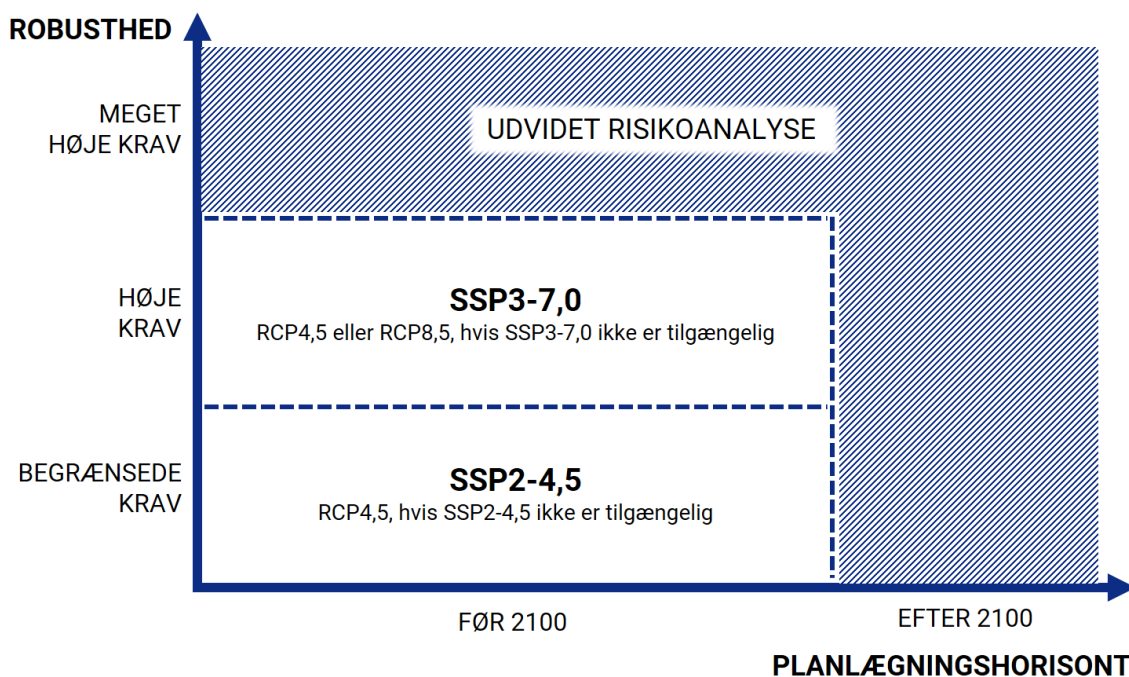 ROBUSTHED
MEGET
HØJE KRAV
UDVIDET RISIKOANALYSE
HØJE
KRAV
SSP3-7,0
RCP4,5 eller RCP8,5, hvis SSP3-7,0 ikke er tilgængelig
BEGRÆNSEDE
KRAV
SSP2-4,5
RCP4,5, hvis SSP2-4,5 ikke er tilgængelig
FØR 2100
EFTER 2100
PLANLÆGNINGSHORISONT